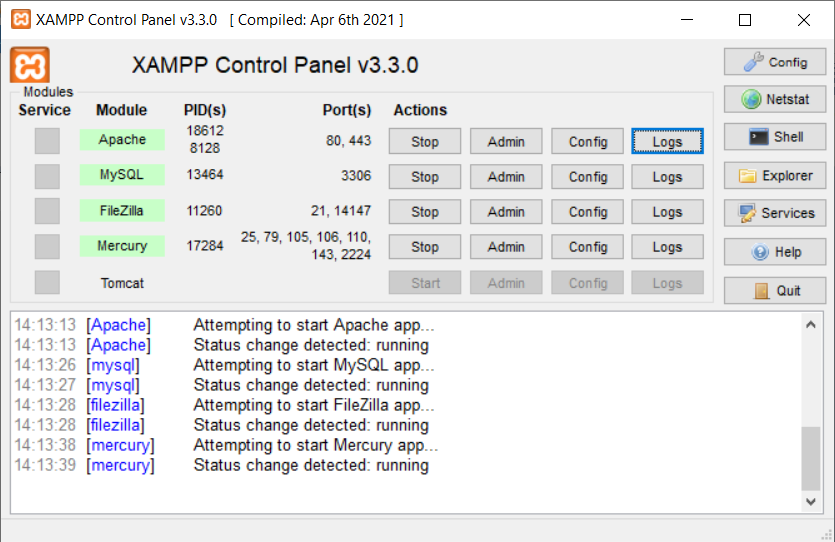 XAMPP Control Panel v3.3.0 [ Compiled: Apr 6th 2021 ]
XAMPP Control Panel v3.3.0
Config
Modules
Service Module PID(s) Port(s) Actions
Netstat
Apache 18612 8128 80, 443 Stop Admin Config Logs
Shell
MySQL 13464 3306 Stop Admin Config Logs
Explorer
FileZilla 11260 21, 14147 Stop Admin Config Logs
Services
Mercury 17284 25, 79, 105, 106, 110, 143, 2224 Stop Admin Config Logs
Help
Tomcat Start Admin Config Logs
Quit
14:13:13 [Apache] Attempting to start Apache app...
14:13:13 [Apache] Status change detected: running
14:13:26 [mysql] Attempting to start MySQL app...
14:13:27 [mysql] Status change detected: running
14:13:28 [filezilla] Attempting to start FileZilla app...
14:13:28 [filezilla] Status change detected: running
14:13:38 [mercury] Attempting to start Mercury app...
14:13:39 [mercury] Status change detected: running